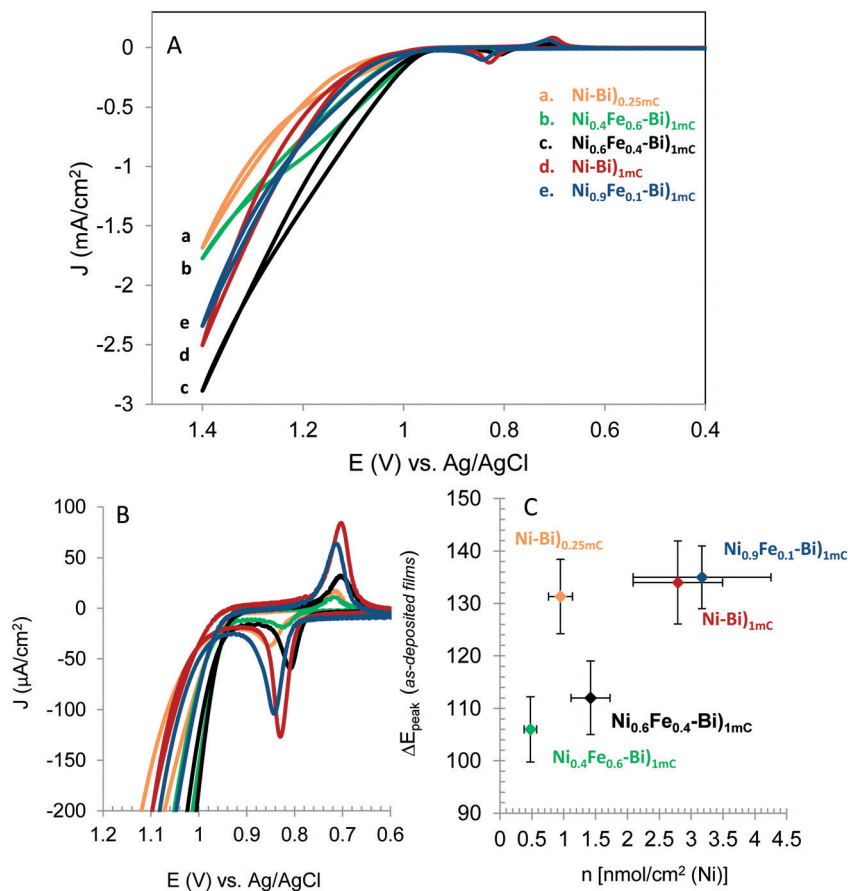 A
0
-0.5
-1
-1.5
-2
-2.5
-3
J (mA/cm²)
a. Ni-Bi)0.25mC
b. Ni0.4Fe0.6-Bi)1mC
c. Ni0.6Fe0.4-Bi)1mC
d. Ni-Bi)1mC
e. Ni0.9Fe0.1-Bi)1mC
a
b
e
d
c
1.4 1.2 1 0.8 0.6 0.4
E (V) vs. Ag/AgCl
B
100
50
0
-50
-100
-150
-200
J (µA/cm²)
1.2 1.1 1 0.9 0.8 0.7 0.6
E (V) vs. Ag/AgCl
C
150
140
130
120
110
100
90
ΔEpeak (as-deposited films)
Ni-Bi)0.25mC
Ni0.9Fe0.1-Bi)1mC
Ni-Bi)1mC
Ni0.6Fe0.4-Bi)1mC
Ni0.4Fe0.6-Bi)1mC
0 0.5 1 1.5 2 2.5 3 3.5 4 4.5
n [nmol/cm² (Ni)]